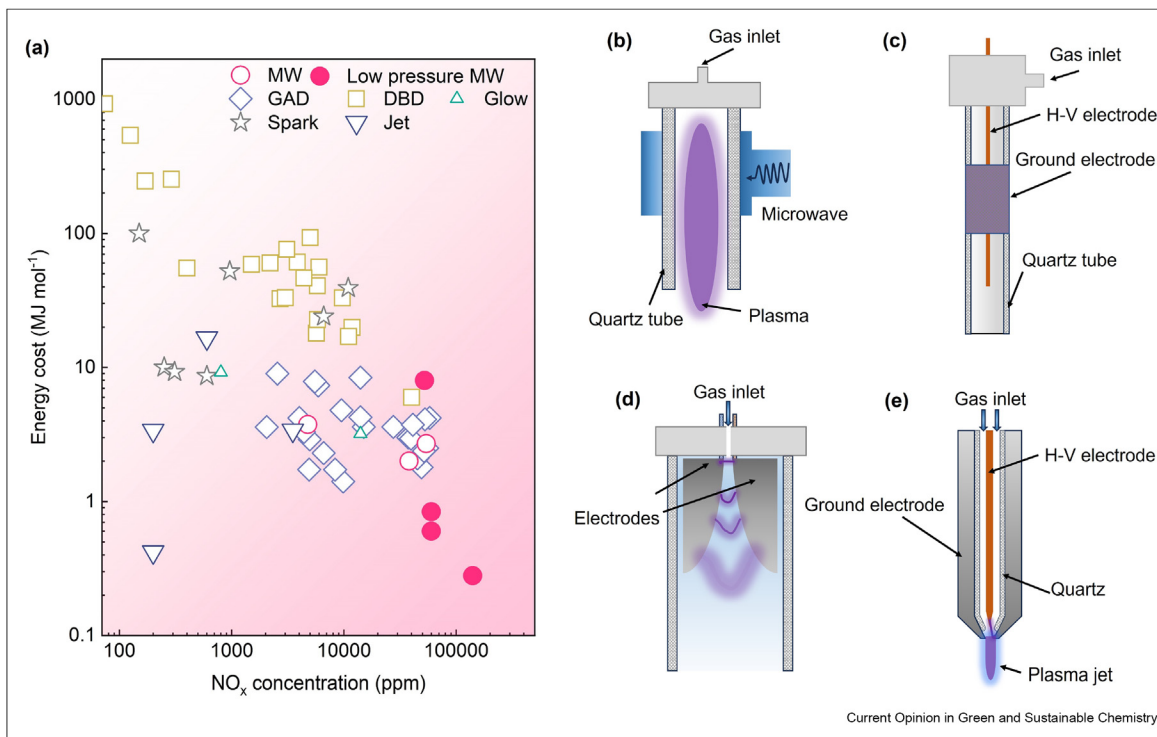 (a)
MW
Low pressure MW
GAD
DBD
Glow
Spark
Jet
1000
100
10
1
0.1
Energy cost (MJ mol⁻¹)
100
1000
10000
100000
NOₓ concentration (ppm)
(b)
Gas inlet
Microwave
Quartz tube
Plasma
(c)
Gas inlet
H-V electrode
Ground electrode
Quartz tube
(d)
Gas inlet
Electrodes
(e)
Gas inlet
H-V electrode
Ground electrode
Quartz
Plasma jet
Current Opinion in Green and Sustainable Chemistry